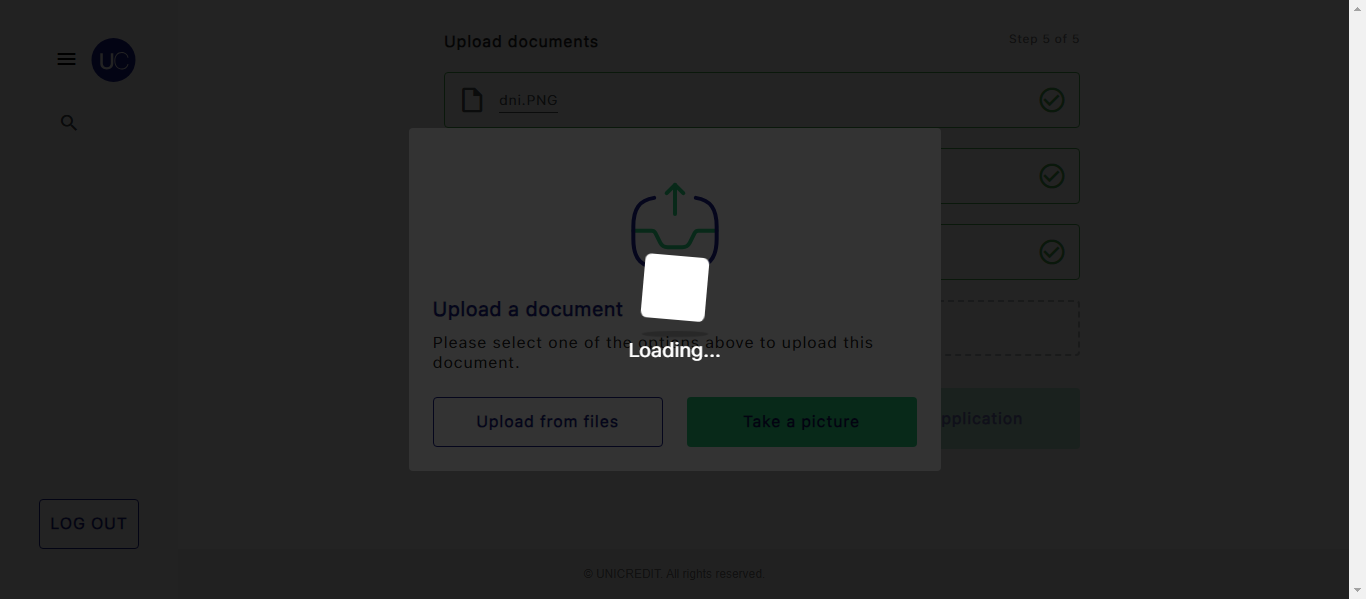 UC
Upload documents
Step 5 of 5
dni.PNG
Upload a document
Please select one of the options above to upload this
document.
Loading...
Upload from files
Take a picture
pplication
LOG OUT
© UNICREDIT. All rights reserved.